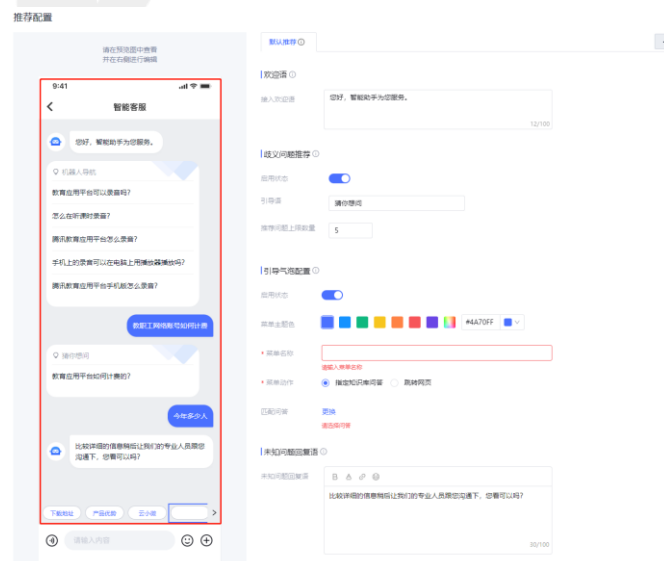 推荐配置
请在预览图中查看
并在右侧进行编辑
9:41
智能客服
您好，智能助手为您服务。
机器人导航
教育应用平台可以录音吗?
怎么在听课时录音?
腾讯教育应用平台怎么录音?
手机上的录音可以在电脑上用播放器播放吗?
腾讯教育应用平台手机版怎么录音?
教职工网络账号如何计费
猜你想问
教育应用平台如何计费的?
今年多少人
比较详细的信息稍后让我们的专业人员跟您
沟通下，您看可以吗?
下载地址
产品优势
云小微
请输入内容
默认推荐
欢迎语
输入欢迎语
您好，智能助手为您服务。
12/100
歧义问题推荐
启用状态
引导语
猜你想问
推荐问题上限数量
5
引导气泡配置
启用状态
菜单主题色
#4A70FF
* 菜单名称
请输入菜单名称
* 菜单动作
指定知识库问答
跳转网页
匹配问答
更换
请选择问答
未知问题回复语
未知问题回复语
B
比较详细的信息稍后让我们的专业人员跟您沟通下，您看可以吗?
30/100